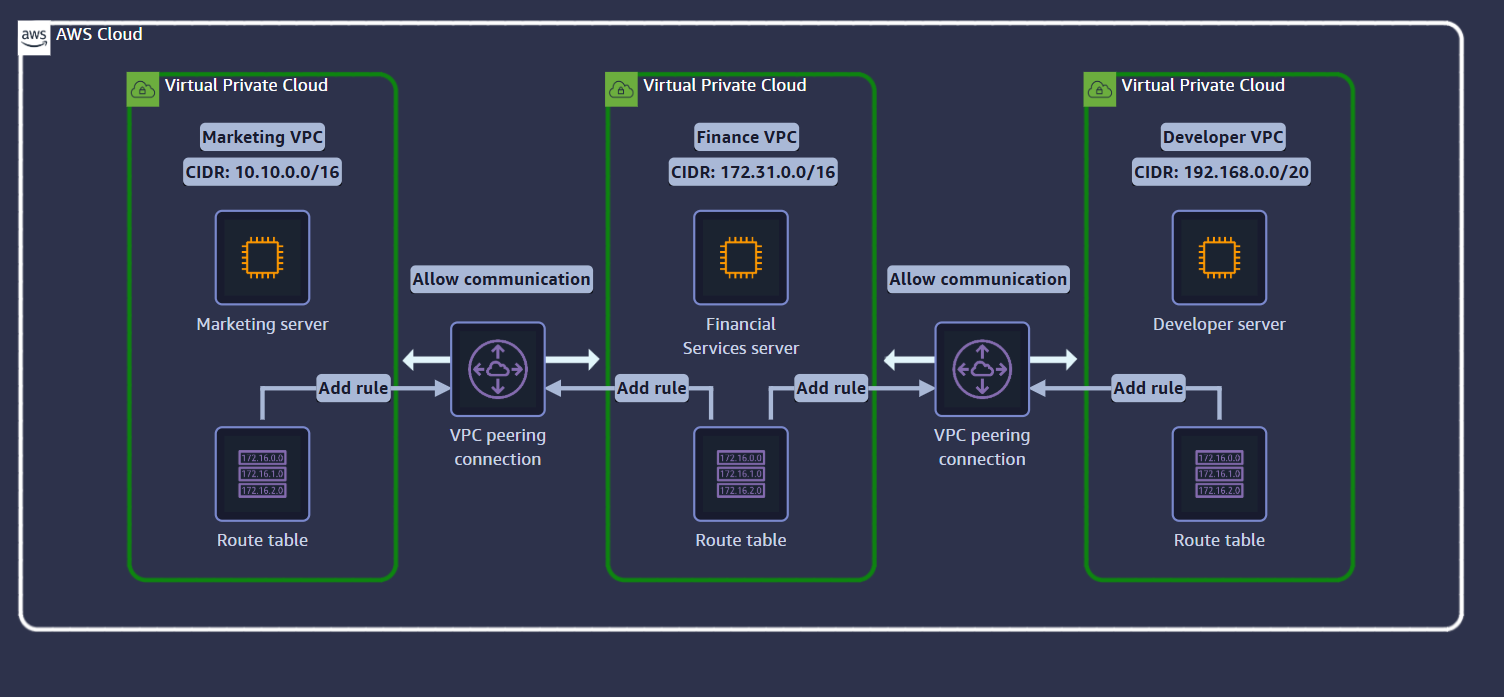 aws
AWS Cloud
Virtual Private Cloud
Marketing VPC
CIDR: 10.10.0.0/16
Marketing server
Add rule
172.16.0.0
172.16.1.0
172.16.2.0
Route table
Allow communication
VPC peering
connection
Virtual Private Cloud
Finance VPC
CIDR: 172.31.0.0/16
Financial
Services server
Add rule
Add rule
172.16.0.0
172.16.1.0
172.16.2.0
Route table
Allow communication
VPC peering
connection
Virtual Private Cloud
Developer VPC
CIDR: 192.168.0.0/20
Developer server
Add rule
172.16.0.0
172.16.1.0
172.16.2.0
Route table